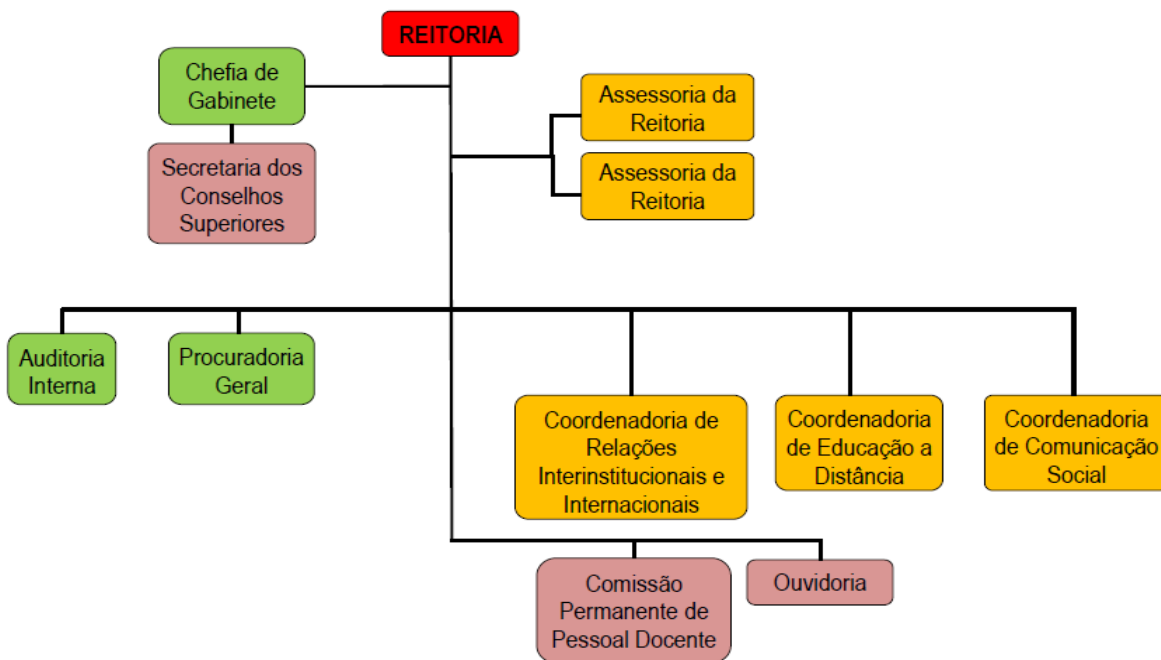 REITORIA
Chefia de
Gabinete
Assessoria da
Reitoria
Secretaria dos
Conselhos
Superiores
Assessoria da
Reitoria
Auditoria
Interna
Procuradoria
Geral
Coordenadoria de
Relações
Interinstitucionais e
Internacionais
Coordenadoria
de Educação a
Distância
Coordenadoria
de Comunicação
Social
Comissão
Permanente de
Pessoal Docente
Ouvidoria